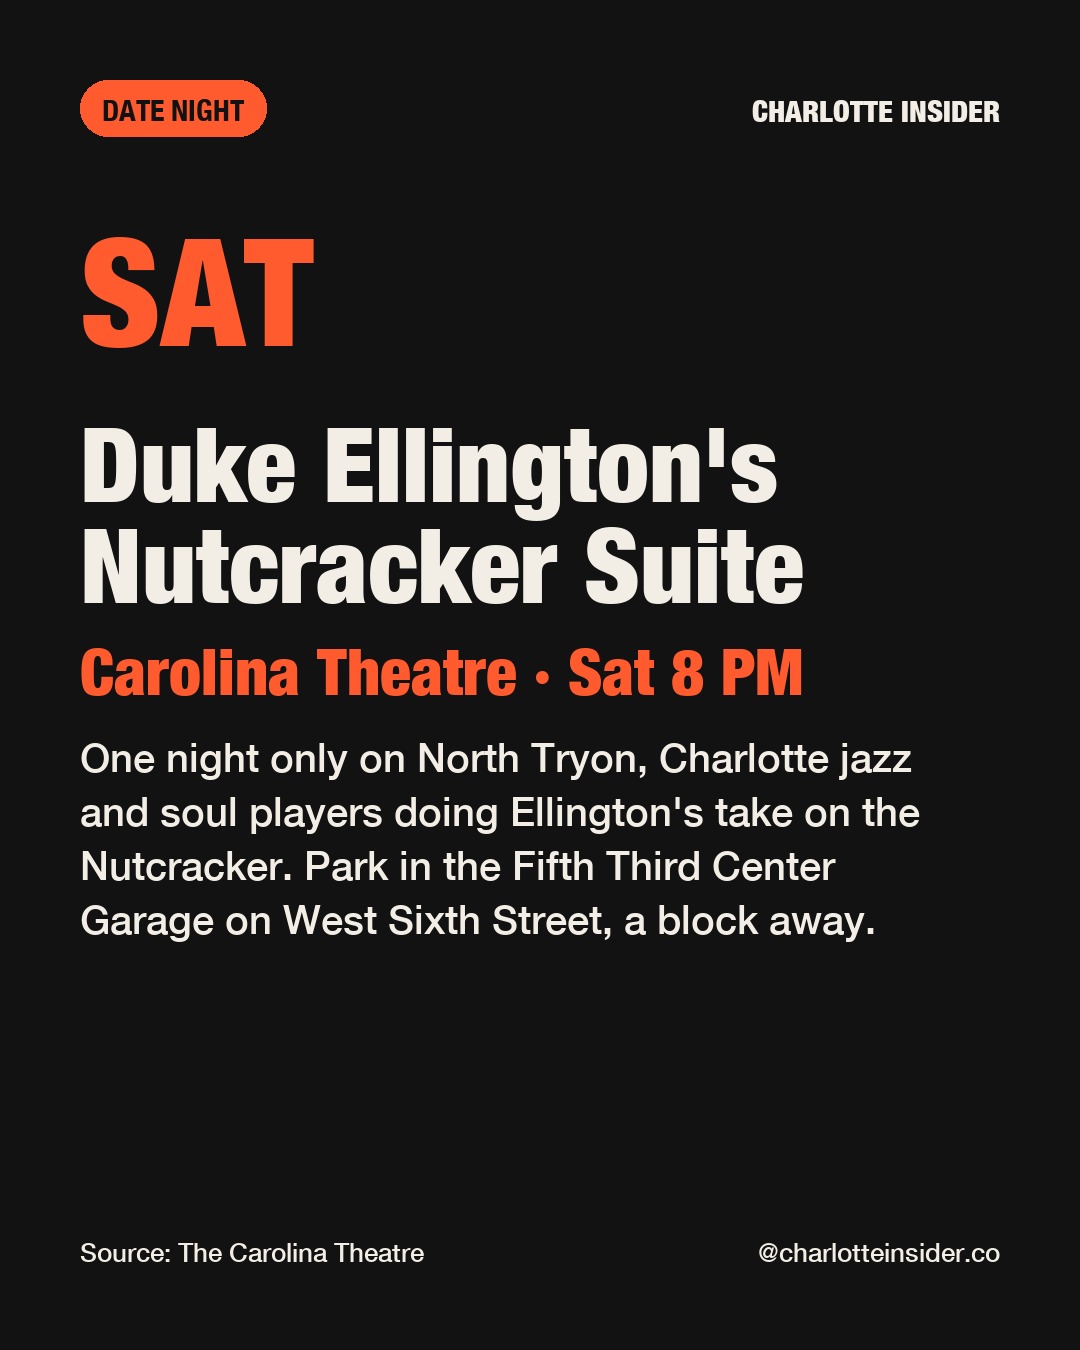 DATE NIGHT
CHARLOTTE INSIDER
SAT
Duke Ellington's
Nutcracker Suite
Carolina Theatre • Sat 8 PM
One night only on North Tryon, Charlotte jazz
and soul players doing Ellington's take on the
Nutcracker. Park in the Fifth Third Center
Garage on West Sixth Street, a block away.
Source: The Carolina Theatre
@charlotteinsider.co